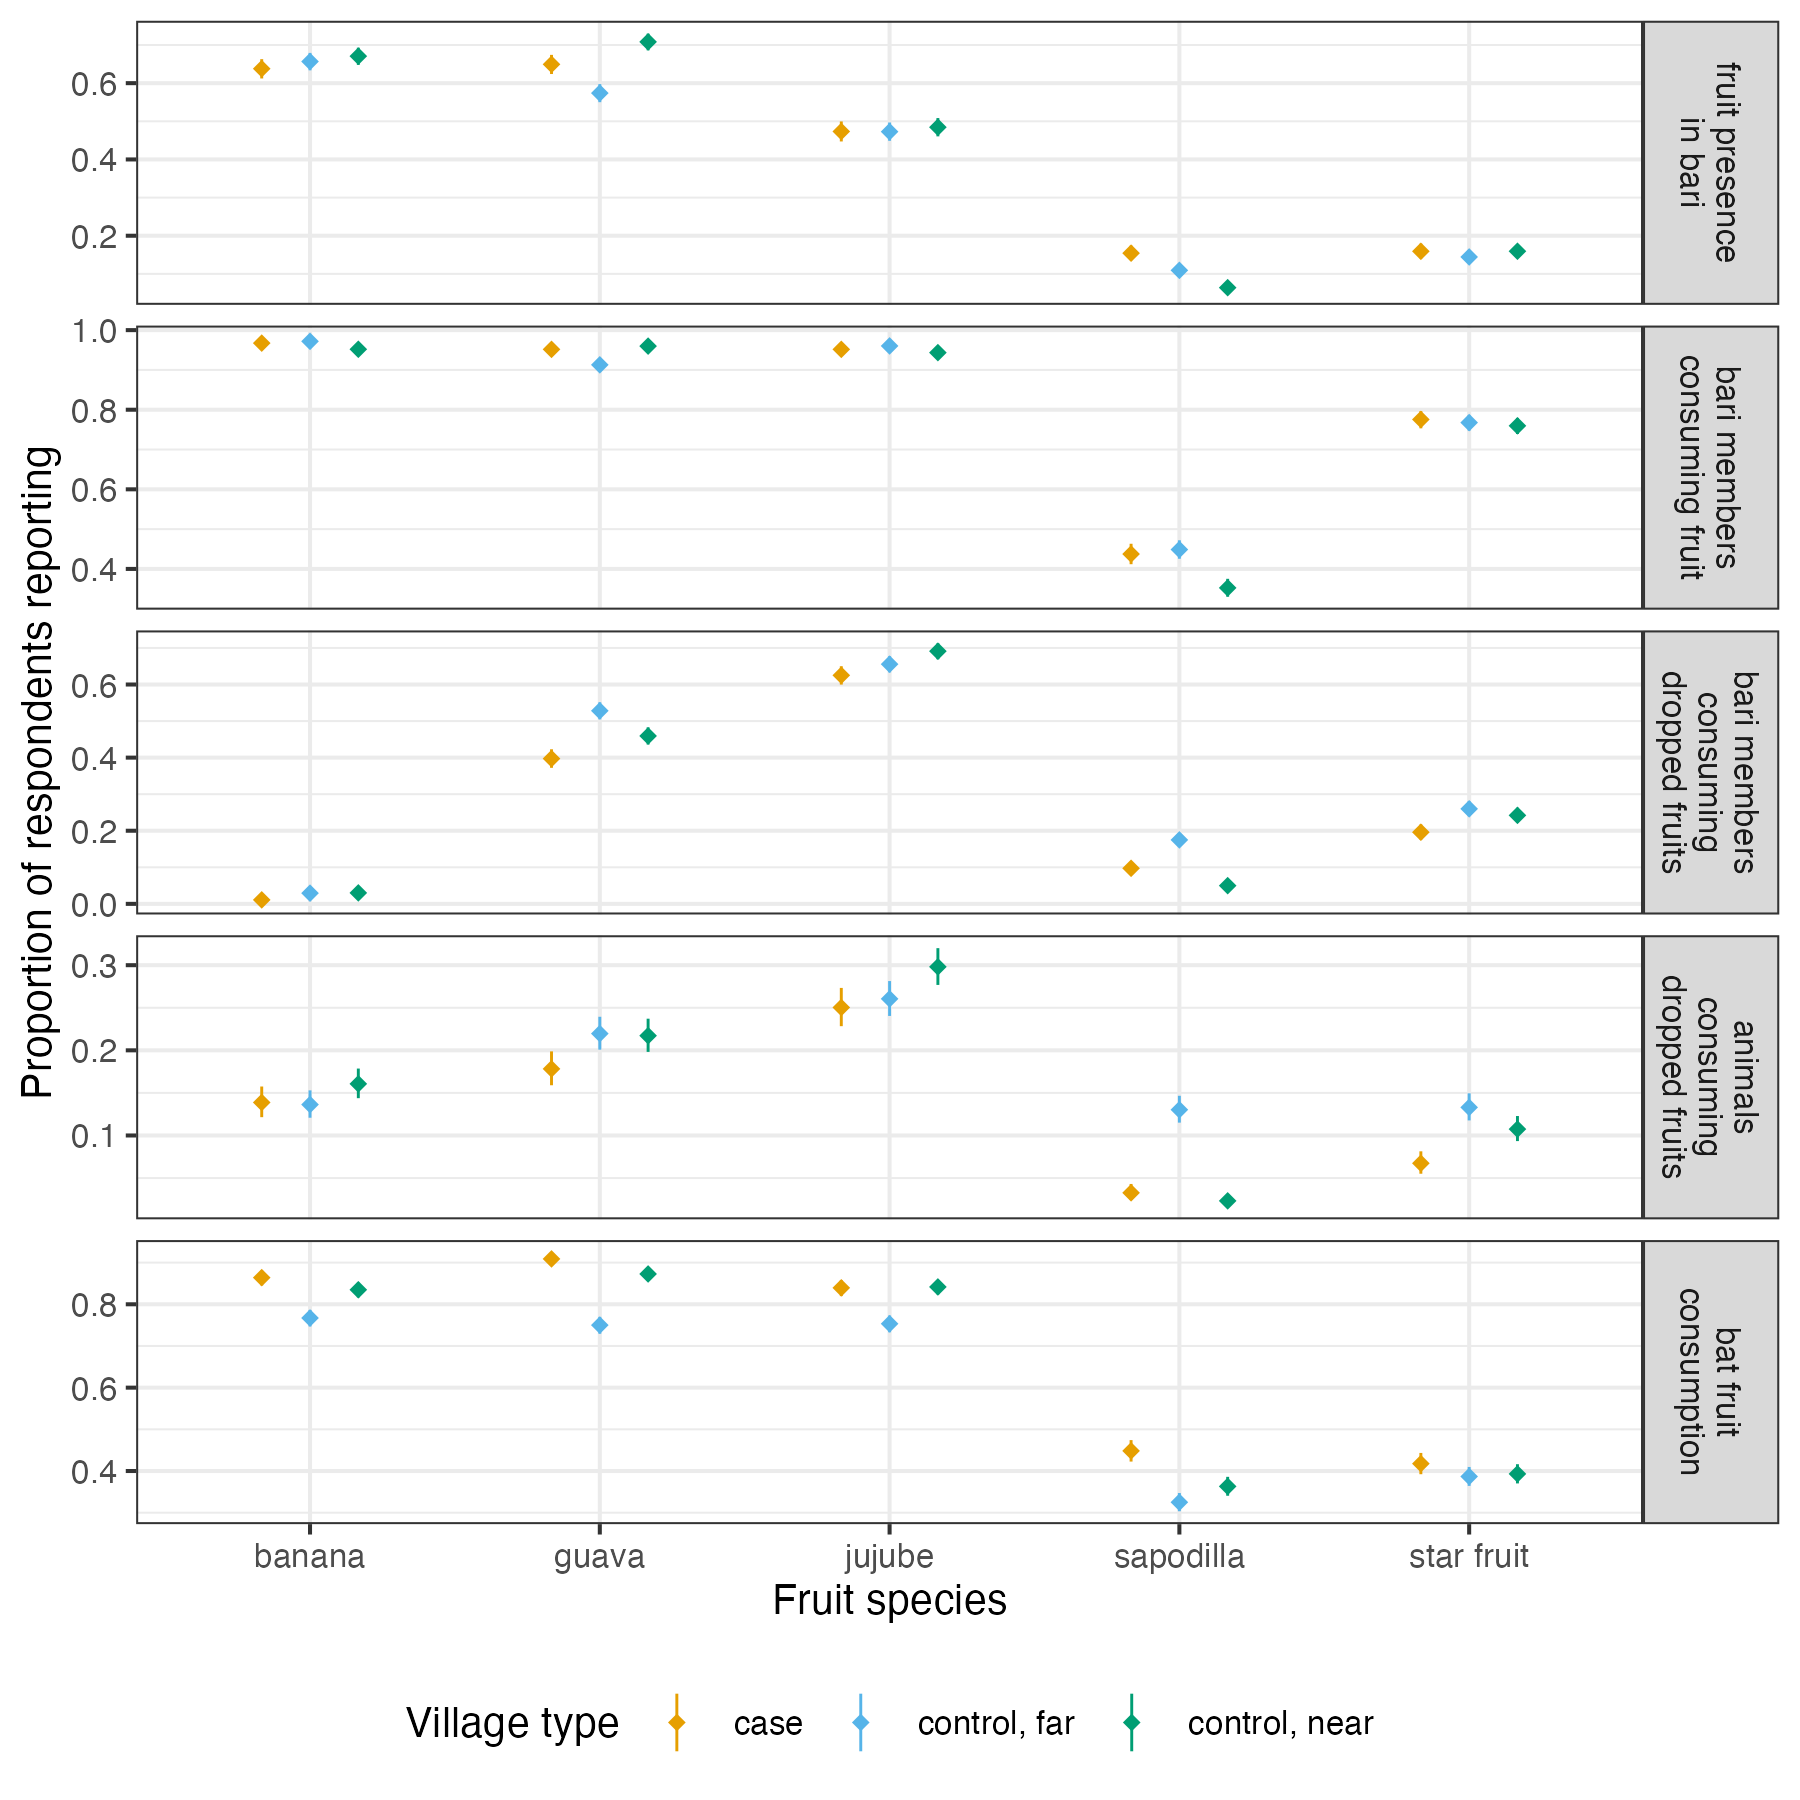 Proportion of respondents reporting
0.6
0.4
0.2
fruit presence
in bari
1.0
0.8
0.6
0.4
bari members
consuming fruit
0.6
0.4
0.2
0.0
bari members
consuming
dropped fruits
0.3
0.2
0.1
animals
consuming
dropped fruits
0.8
0.6
0.4
bat fruit
consumption
banana guava jujube sapodilla star fruit
Fruit species
Village type case control, far control, near